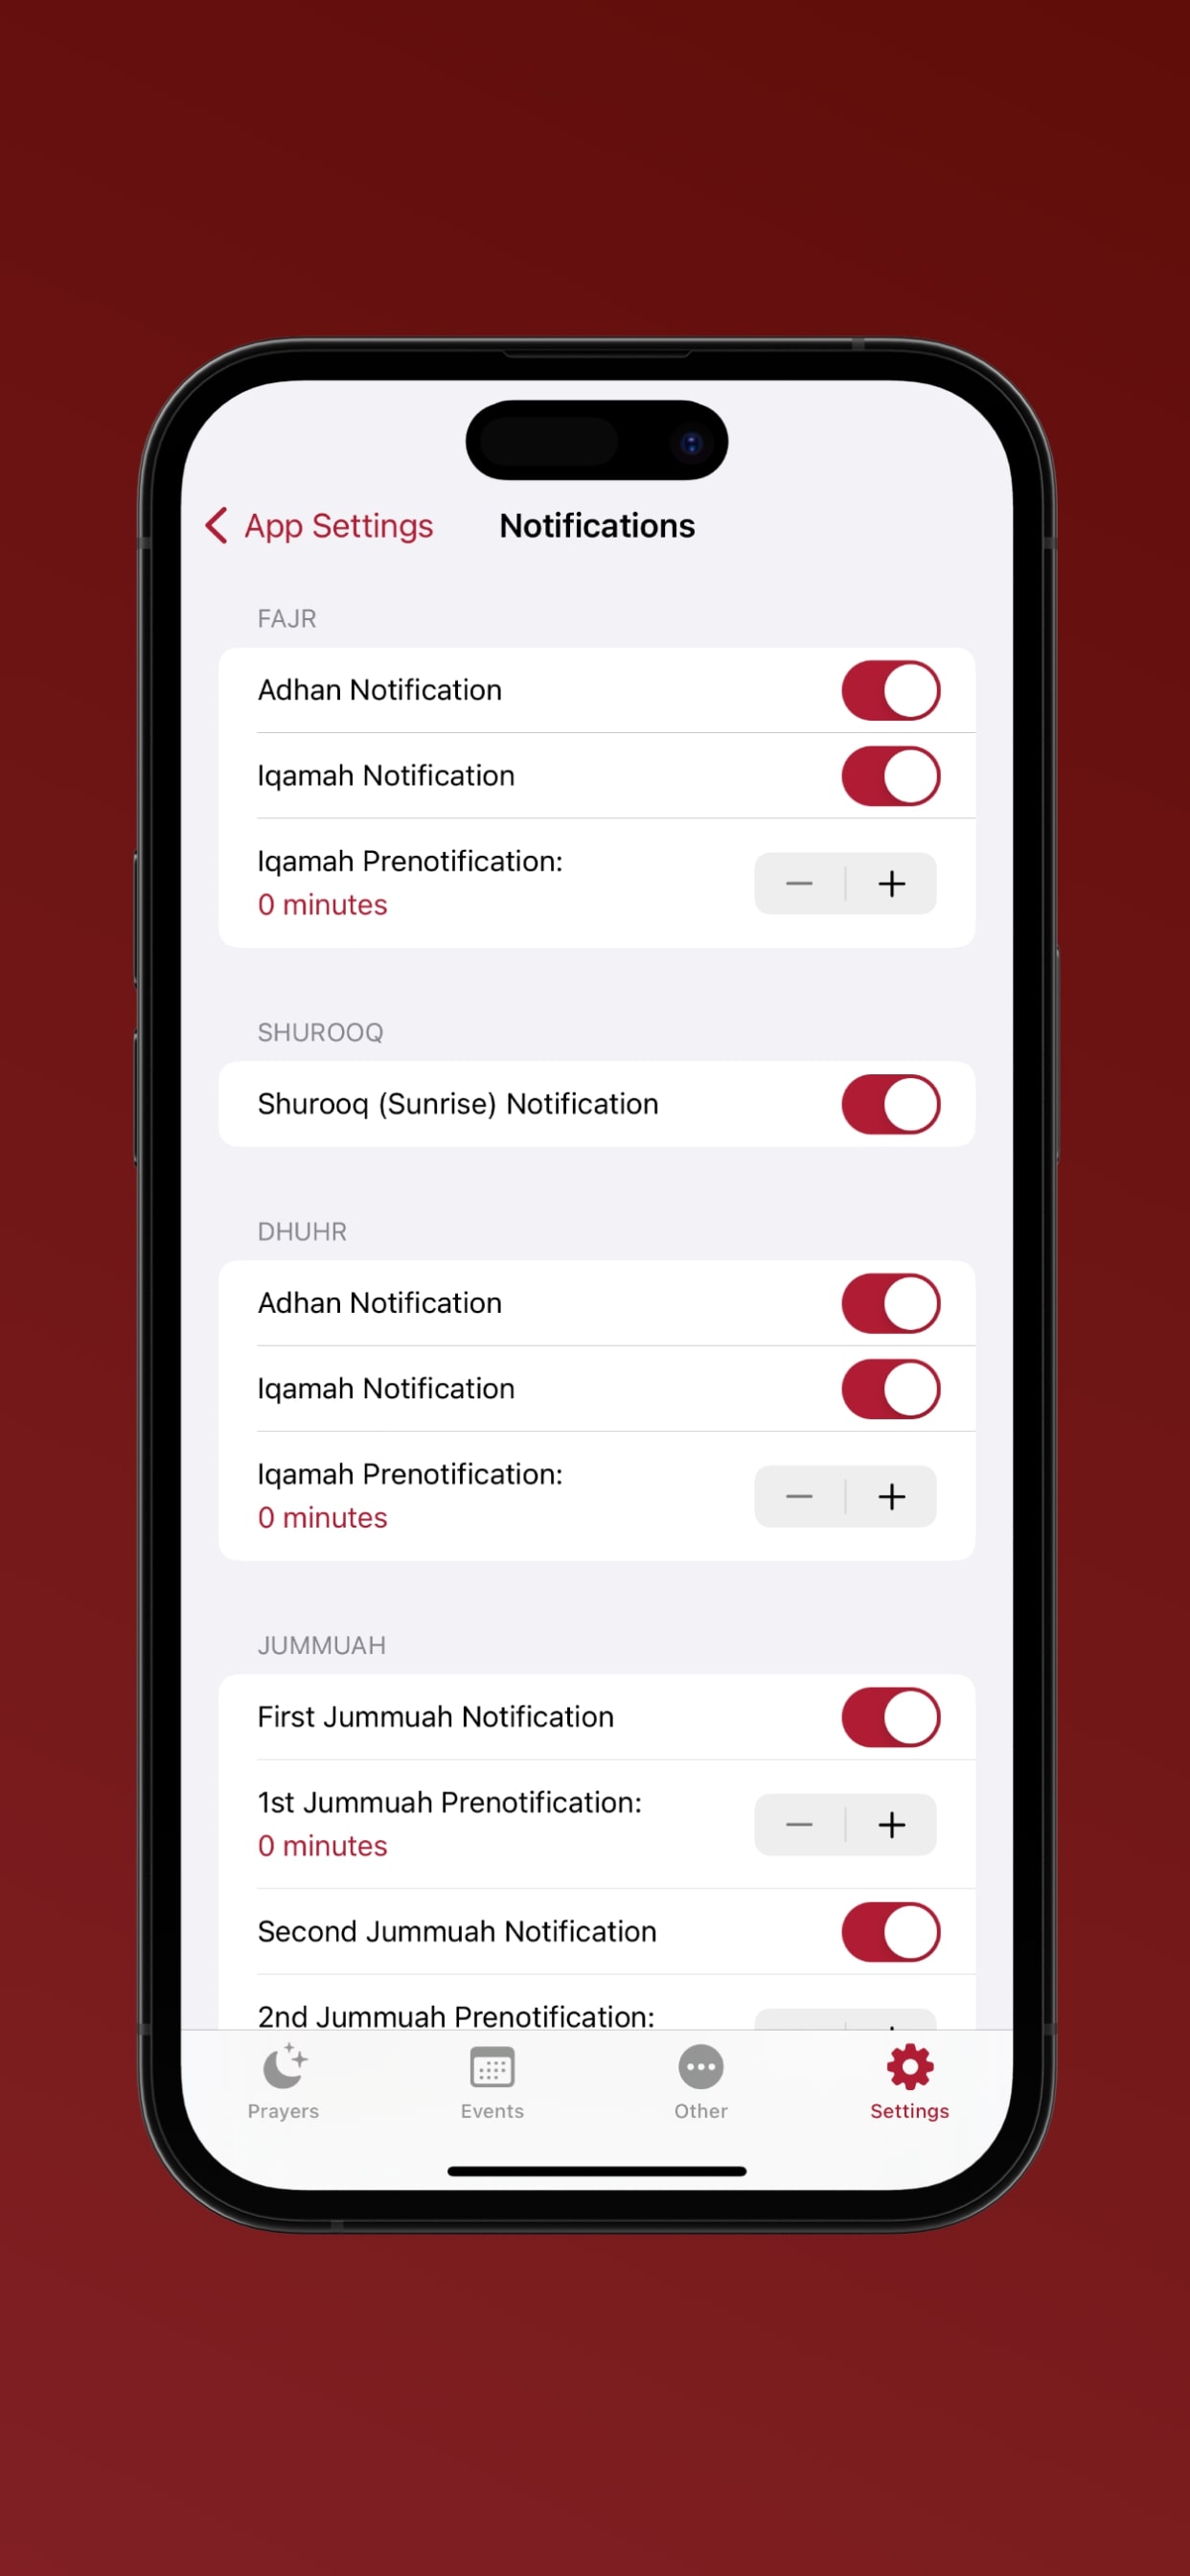 App Settings
Notifications
FAJR
Adhan Notification
Iqamah Notification
Iqamah Prenotification:
0 minutes
SHUROOQ
Shurooq (Sunrise) Notification
DHUHR
Adhan Notification
Iqamah Notification
Iqamah Prenotification:
0 minutes
JUMMUAH
First Jummuah Notification
1st Jummuah Prenotification:
0 minutes
Second Jummuah Notification
2nd Jummuah Prenotification:
Prayers
Events
Other
Settings